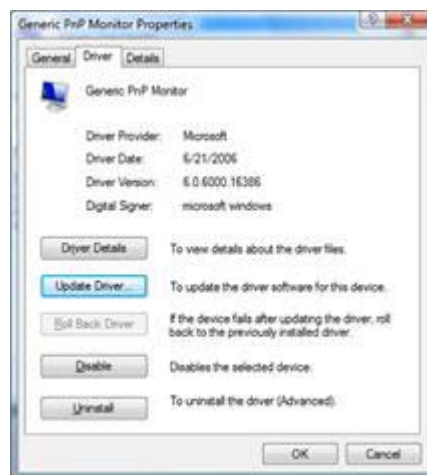 Generic PnP Monitor Properties
General Driver Details
Generic PnP Monitor
Driver Provider: Microsoft
Driver Date: 6/21/2006
Driver Version: 6.0.6000.16386
Digital Signer: microsoft windows
Driver Details To view details about the driver files.
Update Driver... To update the driver software for this device.
Roll Back Driver If the device fails after updating the driver, roll
back to the previously installed driver.
Disable Disables the selected device.
Uninstall To uninstall the driver (Advanced).
OK Cancel